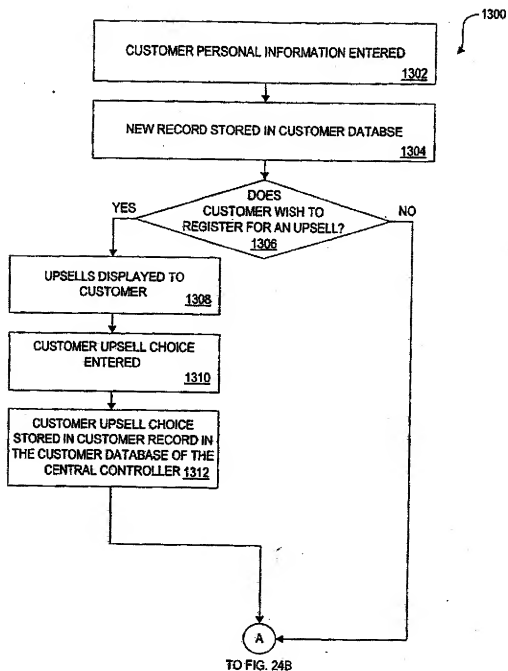 1300
CUSTOMER PERSONAL INFORMATION ENTERED
1302
NEW RECORD STORED IN CUSTOMER DATABSE
1304
DOES
CUSTOMER WISH TO
REGISTER FOR AN UPSELL?
1306
YES
NO
UPSELLS DISPLAYED TO
CUSTOMER
1308
CUSTOMER UPSELL CHOICE
ENTERED
1310
CUSTOMER UPSELL CHOICE
STORED IN CUSTOMER RECORD IN
THE CUSTOMER DATABASE OF THE
CENTRAL CONTROLLER 1312
A
TO FIG. 24B